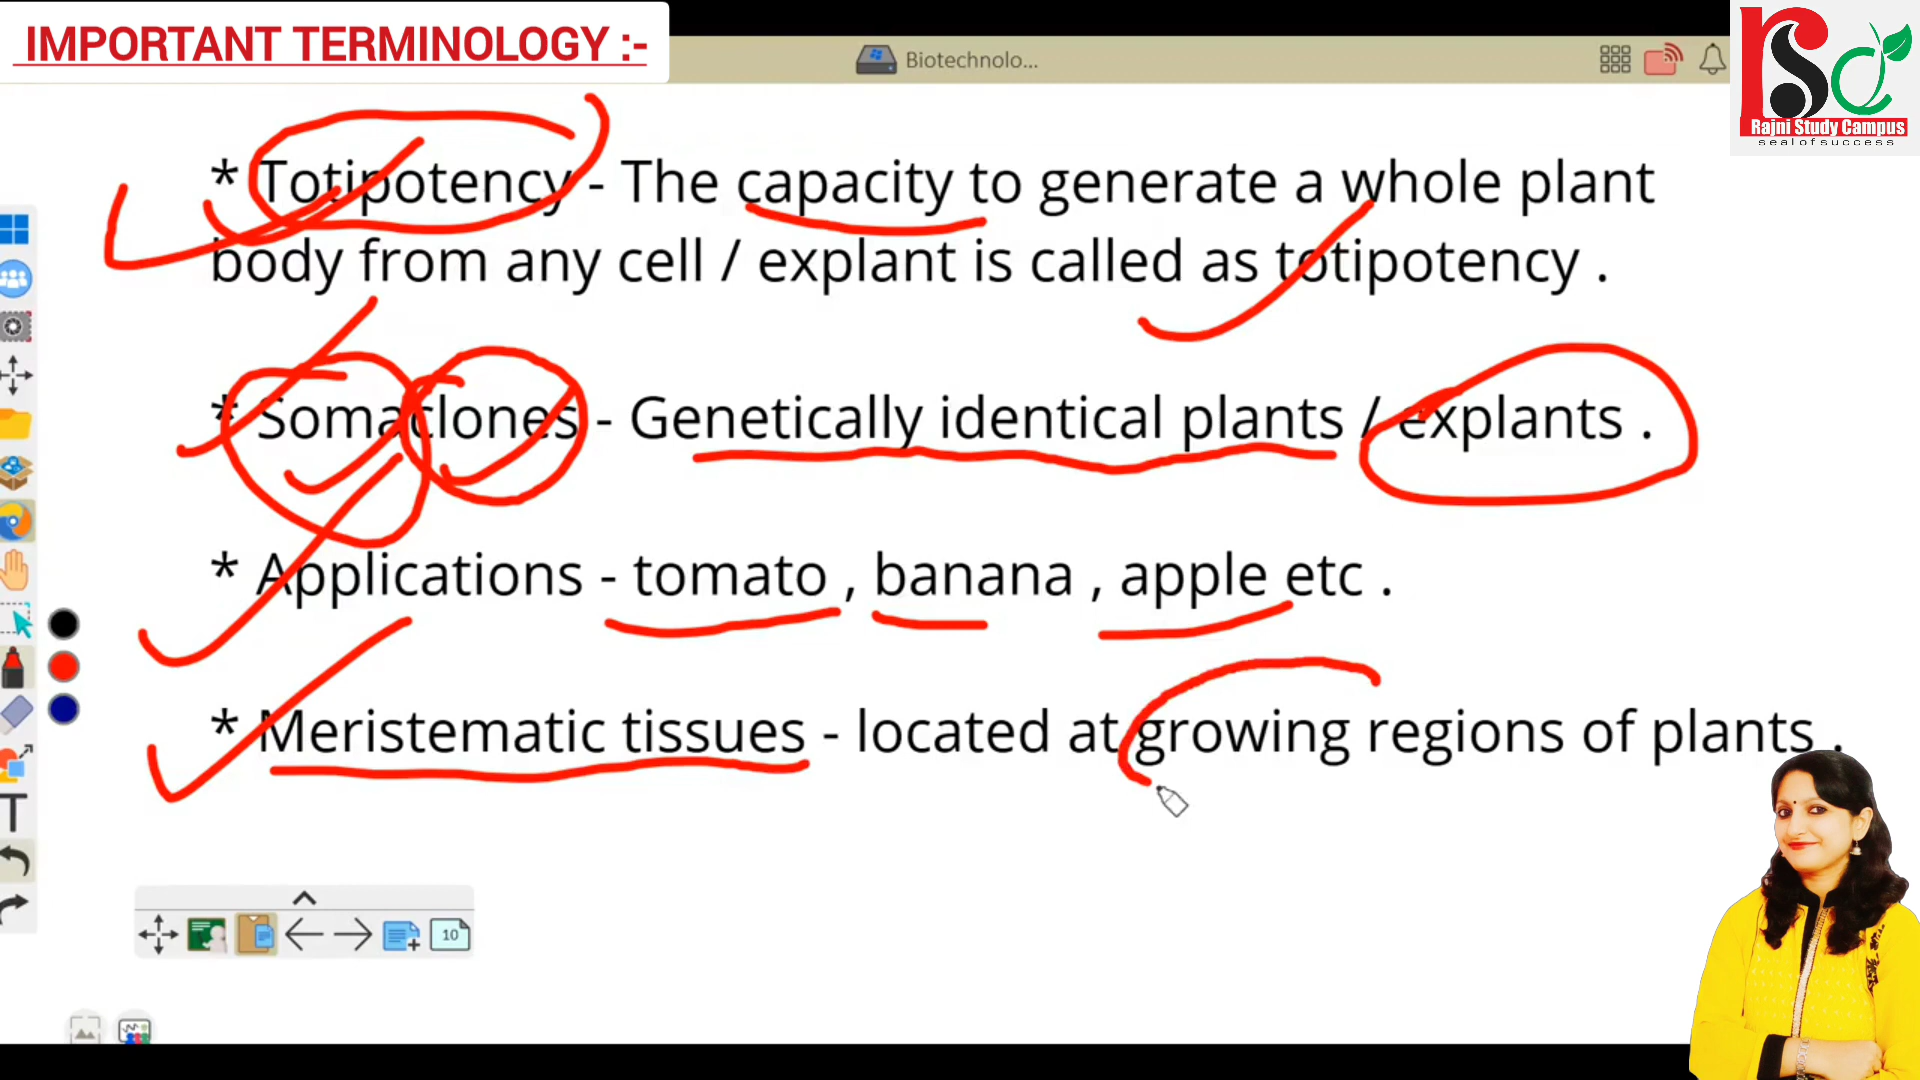 IMPORTANT TERMINOLOGY :-
Biotechnolo...
Rajni Study Campus
seal of success
* Totipotency - The capacity to generate a whole plant
body from any cell / explant is called as totipotency .
* Somaclones - Genetically identical plants / explants .
* Applications - tomato , banana , apple etc .
* Meristematic tissues - located at growing regions of plants .
T
10